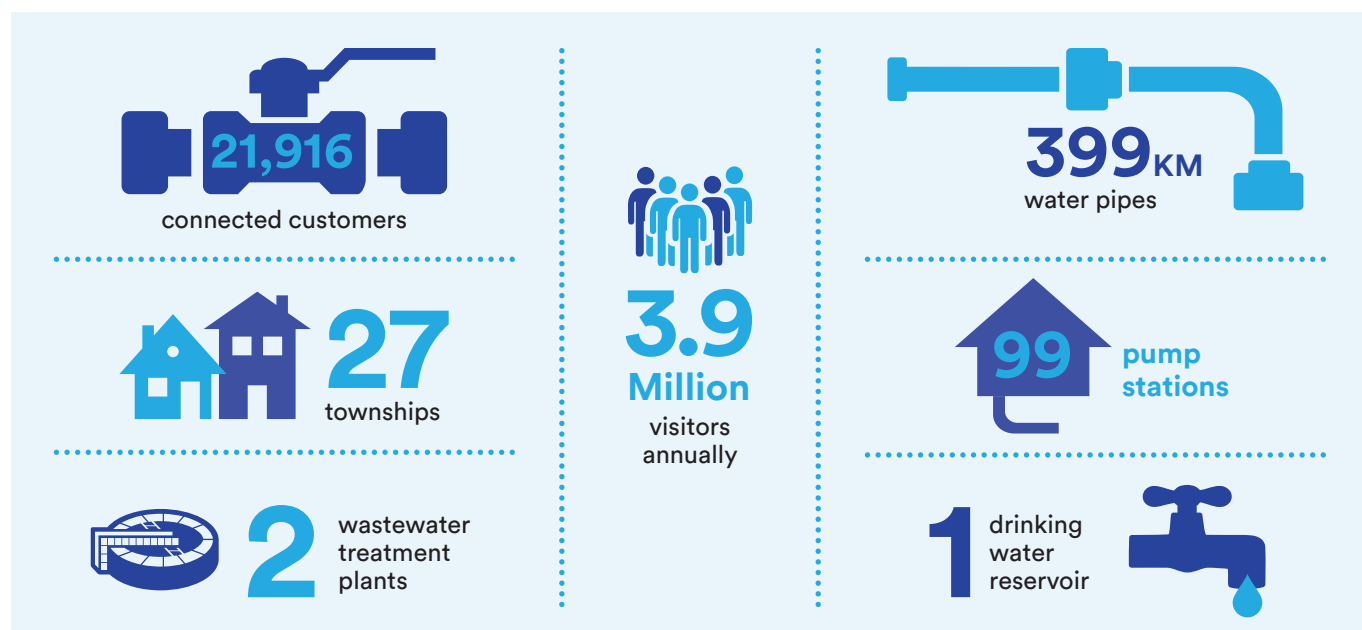 21,916
connected customers
27
townships
2
wastewater
treatment
plants
3.9
Million
visitors
annually
399KM
water pipes
99
pump
stations
1
drinking
water
reservoir